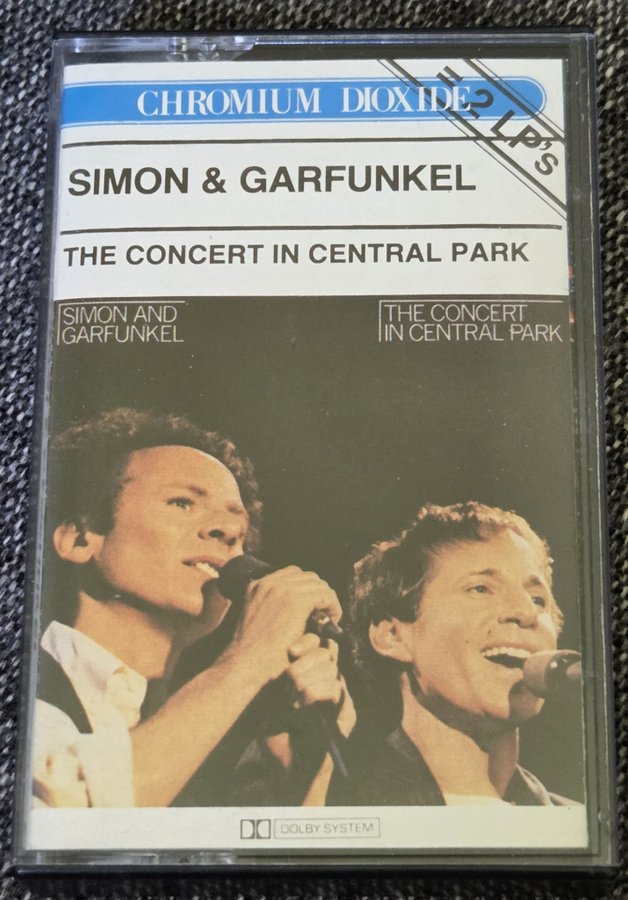 CHROMIUM DIOXIDE
= 2 LP's
SIMON & GARFUNKEL
THE CONCERT IN CENTRAL PARK
SIMON AND
GARFUNKEL
THE CONCERT
IN CENTRAL PARK
DOLBY SYSTEM